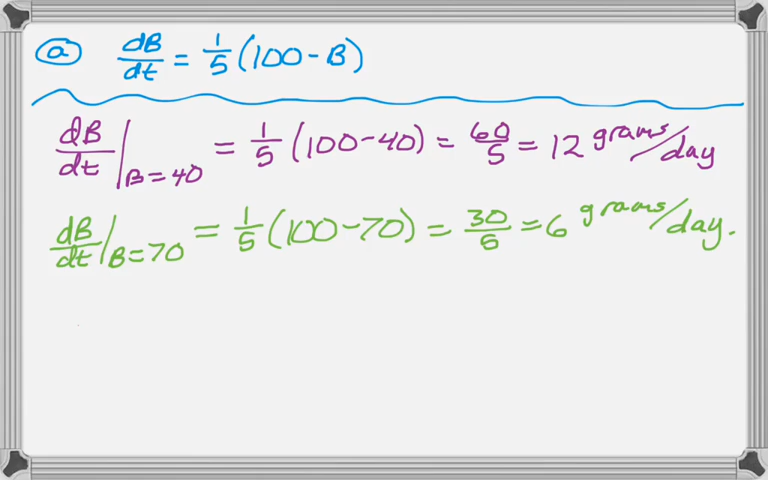 (a) dB/dt = 1/5 (100 - B)
dB/dt |B=40 = 1/5 (100-40) = 60/5 = 12 grams/day
dB/dt |B=70 = 1/5 (100-70) = 30/5 = 6 grams/day.